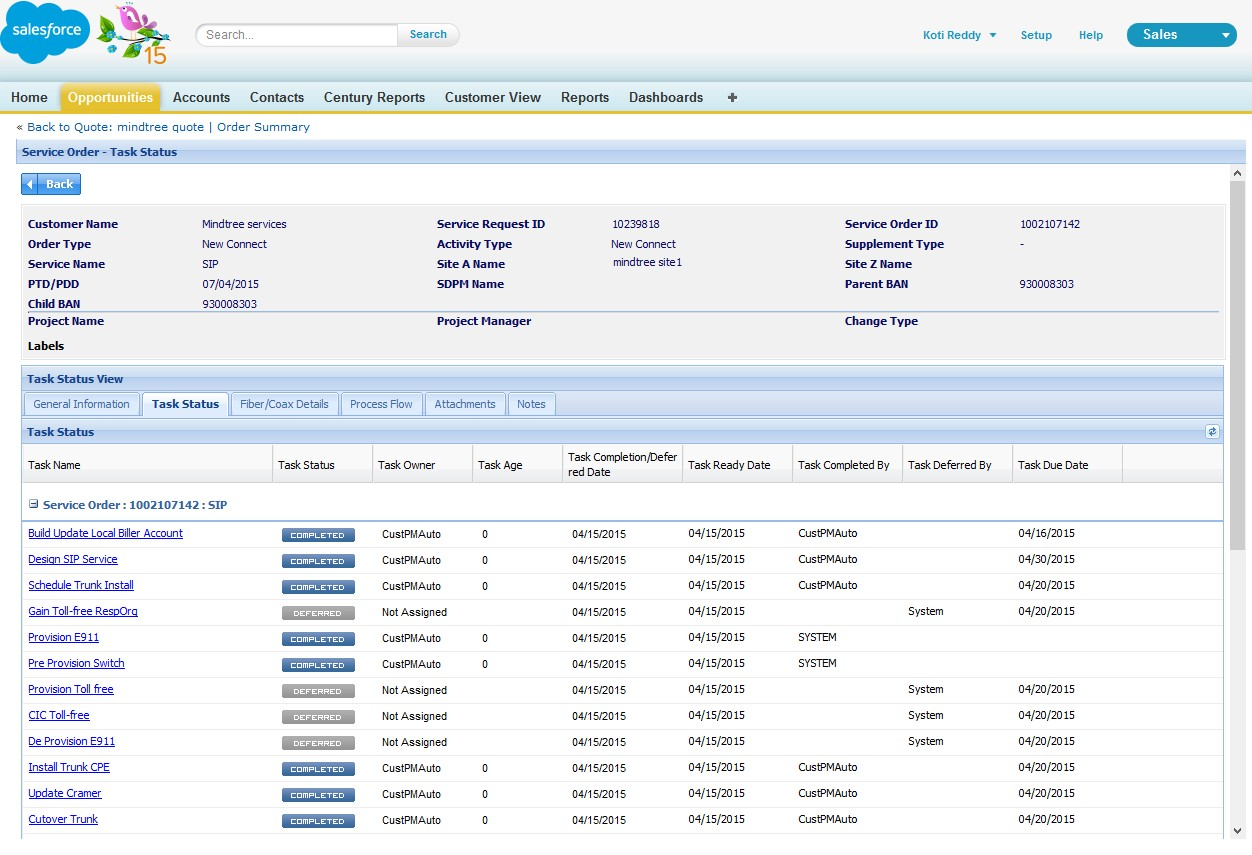 salesforce
15
Search...
Search
Koti Reddy
Setup
Help
Sales
Home Opportunities Accounts Contacts Century Reports Customer View Reports Dashboards +
« Back to Quote: mindtree quote | Order Summary
Service Order - Task Status
Back
Customer Name Mindtree services Service Request ID 10239818 Service Order ID 1002107142
Order Type New Connect Activity Type New Connect Supplement Type -
Service Name SIP Site A Name mindtree site1 Site Z Name
PTD/PDD 07/04/2015 SDPM Name Parent BAN 930008303
Child BAN 930008303
Project Name Project Manager Change Type
Labels
Task Status View
General Information Task Status Fiber/Coax Details Process Flow Attachments Notes
Task Status
Task Name Task Status Task Owner Task Age Task Completion/Defer Task Ready Date Task Completed By Task Deferred By Task Due Date
red Date
Service Order : 1002107142 : SIP
Build Update Local Biller Account COMPLETED CustPMAuto 0 04/15/2015 04/15/2015 CustPMAuto 04/16/2015
Design SIP Service COMPLETED CustPMAuto 0 04/15/2015 04/15/2015 CustPMAuto 04/30/2015
Schedule Trunk Install COMPLETED CustPMAuto 0 04/15/2015 04/15/2015 CustPMAuto 04/20/2015
Gain Toll-free RespOrg DEFERRED Not Assigned 04/15/2015 04/15/2015 System 04/20/2015
Provision E911 COMPLETED CustPMAuto 0 04/15/2015 04/15/2015 SYSTEM
Pre Provision Switch COMPLETED CustPMAuto 0 04/15/2015 04/15/2015 SYSTEM
Provision Toll free DEFERRED Not Assigned 04/15/2015 04/15/2015 System 04/20/2015
CIC Toll-free DEFERRED Not Assigned 04/15/2015 04/15/2015 System 04/20/2015
De Provision E911 DEFERRED Not Assigned 04/15/2015 04/15/2015 System 04/20/2015
Install Trunk CPE COMPLETED CustPMAuto 0 04/15/2015 04/15/2015 CustPMAuto 04/20/2015
Update Cramer COMPLETED CustPMAuto 0 04/15/2015 04/15/2015 CustPMAuto 04/20/2015
Cutover Trunk COMPLETED CustPMAuto 0 04/15/2015 04/15/2015 CustPMAuto 04/20/2015